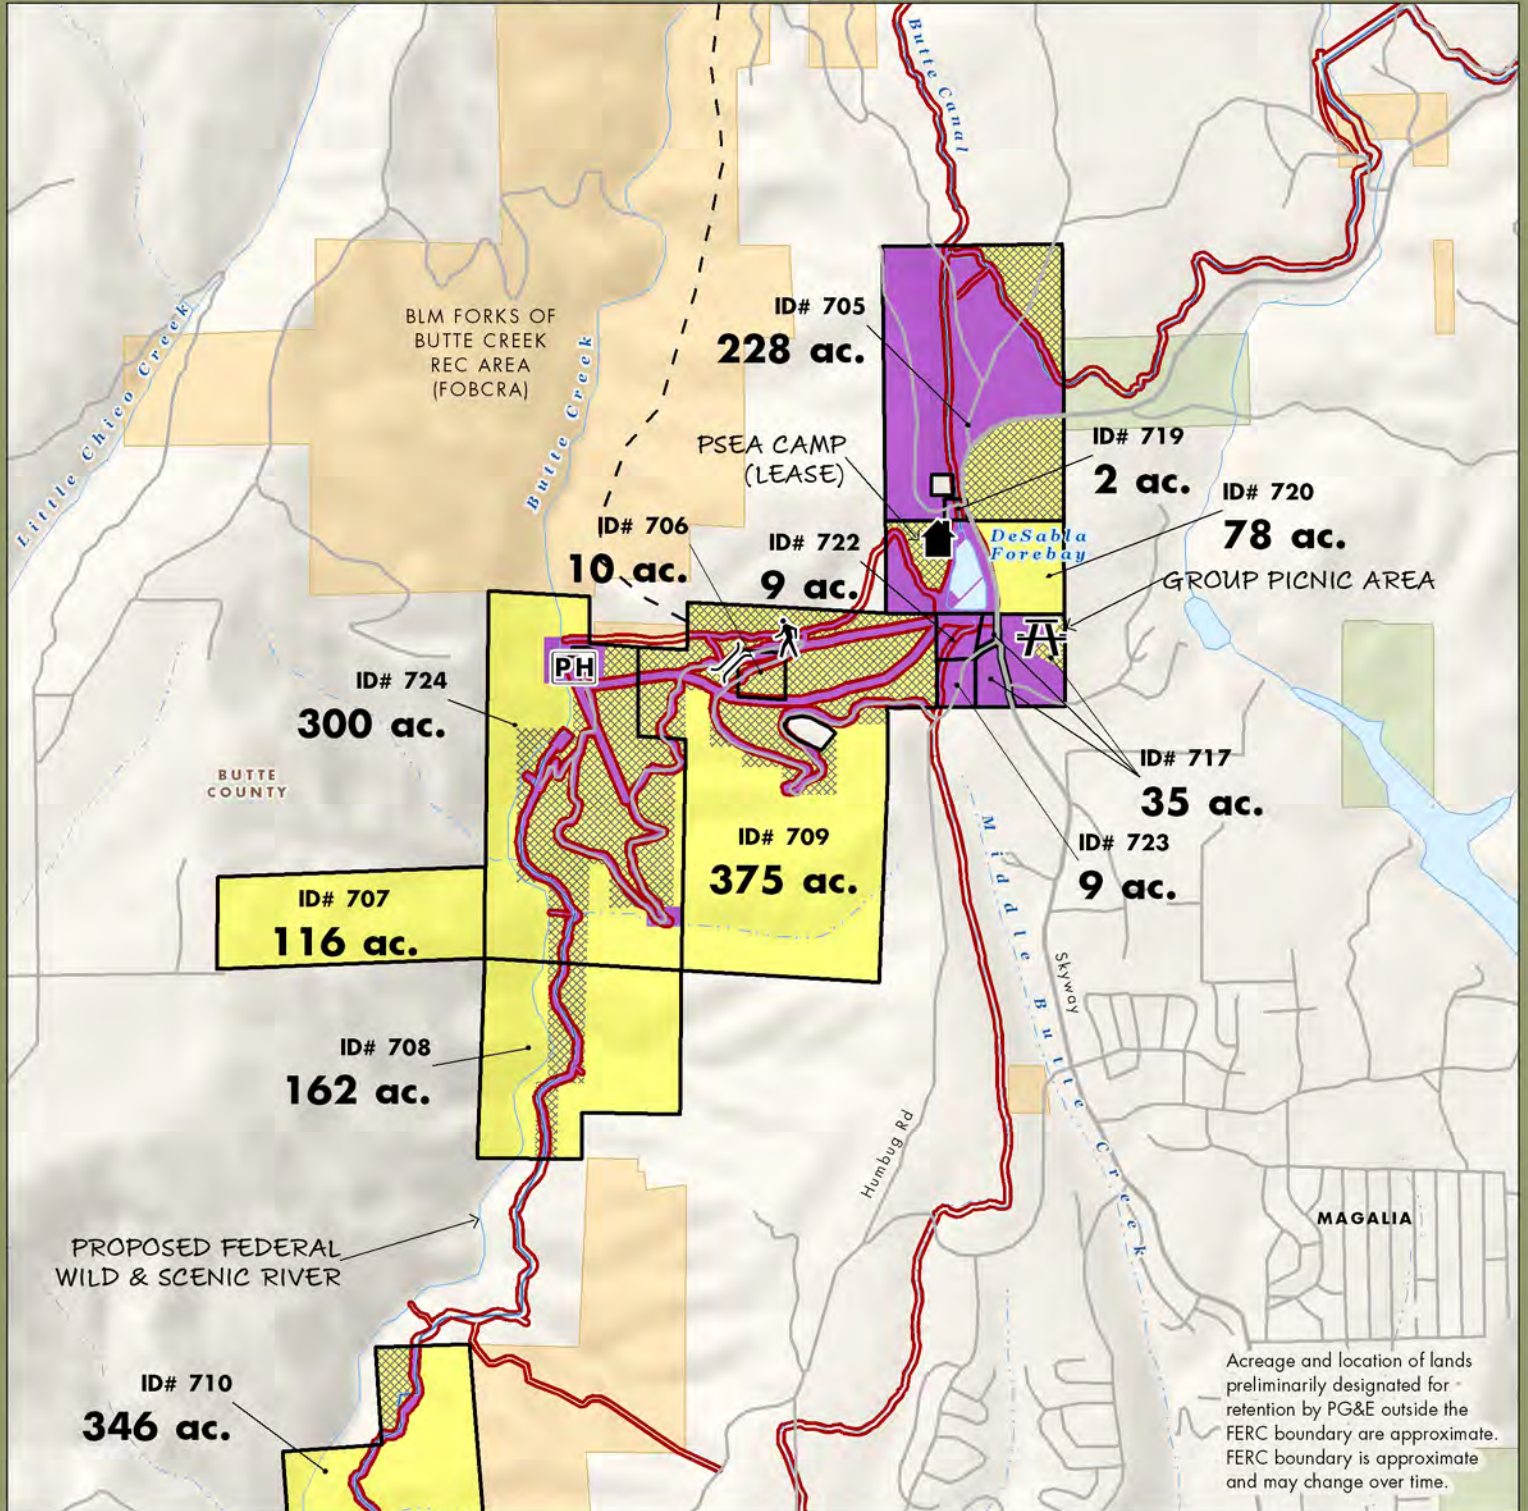 Butte Canal
BLM FORKS OF
BUTTE CREEK
REC AREA
(FOBCRA)
Little Chico Creek
Butte Creek
ID# 705
228 ac.
PSEA CAMP
(LEASE)
ID# 719
2 ac.
ID# 720
78 ac.
DeSabla
Forebay
GROUP PICNIC AREA
ID# 706
10 ac.
ID# 722
9 ac.
PH
ID# 724
300 ac.
BUTTE
COUNTY
ID# 717
35 ac.
ID# 709
375 ac.
ID# 723
9 ac.
ID# 707
116 ac.
Middle Butte Creek
Skyway
ID# 708
162 ac.
Humbug Rd
PROPOSED FEDERAL
WILD & SCENIC RIVER
MAGALIA
ID# 710
346 ac.
Acreage and location of lands
preliminarily designated for
retention by PG&E outside the
FERC boundary are approximate.
FERC boundary is approximate
and may change over time.